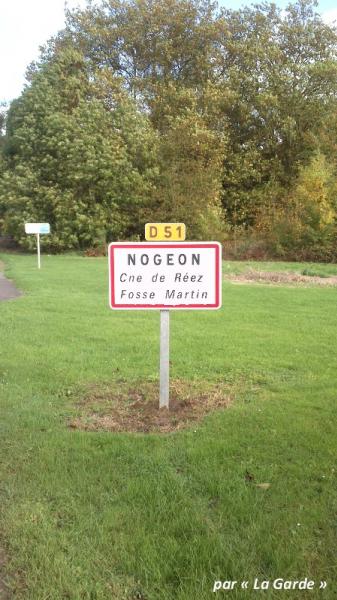 D 51
NOGEON
Cne de Réez
Fosse Martin
par « La Garde »